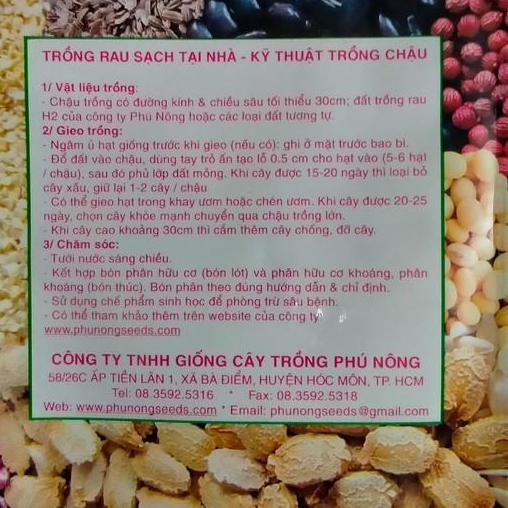 TRỒNG RAU SẠCH TẠI NHÀ - KỸ THUẬT TRỒNG CHẬU
1/ Vật liệu trồng:
- Chậu trồng có đường kính & chiều sâu tối thiểu 30cm; đất trồng rau
H2 của công ty Phú Nông hoặc các loại đất tương tự.
2/ Gieo trồng:
- Ngâm ủ hạt giống trước khi gieo (nếu có): ghi ở mặt trước bao bì.
- Đổ đất vào chậu, dùng tay trỏ ấn tạo lỗ 0.5 cm cho hạt vào (5-6 hạt
/ chậu), sau đó phủ lớp đất mỏng. Khi cây được 15-20 ngày thì loại bỏ
cây xấu, giữ lại 1-2 cây / chậu
- Có thể gieo hạt trong khay ươm hoặc chén ươm. Khi cây được 20-25
ngày, chọn cây khỏe mạnh chuyển qua chậu trồng lớn.
- Khi cây cao khoảng 30cm thì cắm thêm cây chống, đỡ cây.
3/ Chăm sóc:
- Tưới nước sáng chiều.
- Kết hợp bón phân hữu cơ (bón lót) và phân hữu cơ khoáng, phân
khoáng (bón thúc). Bón phân theo đúng hướng dẫn & chỉ định.
- Sử dụng chế phẩm sinh học để phòng trừ sâu bệnh.
- Có thể tham khảo thêm trên website của công ty
www.phunongseeds.com
CÔNG TY TNHH GIỐNG CÂY TRỒNG PHÚ NÔNG
58/26C ẤP TIỀN LÂN 1, XÃ BÀ ĐIỂM, HUYỆN HÓC MÔN, TP. HCM
Tel: 08.3592.5316 * Fax: 08.3592.5318
Web: www.phunongseeds.com * Email: phunongseeds@gmail.com